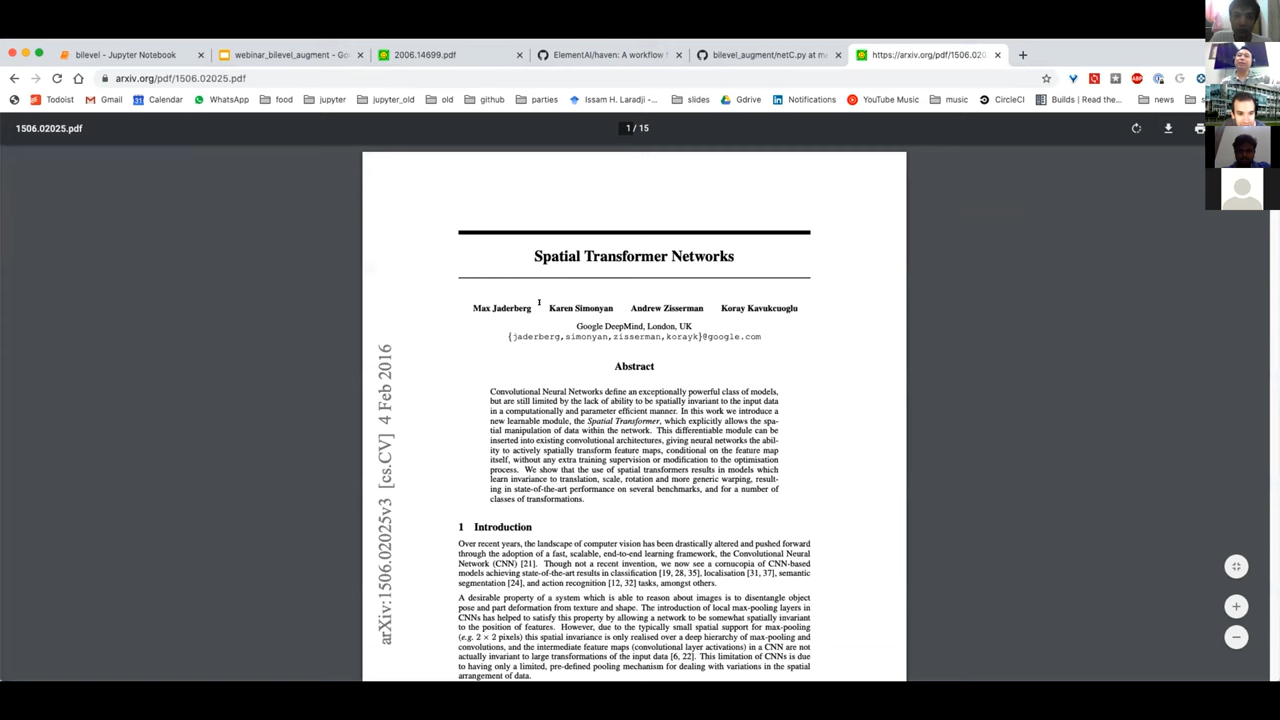 bilevel - Jupyter Notebook
webinar_bilevel_augment - Go
2006.14699.pdf
ElementAI/haven: A workflow f
bilevel_augment/netC.py at m
https://arxiv.org/pdf/1506.020
arxiv.org/pdf/1506.02025.pdf
Todoist
Gmail
Calendar
WhatsApp
food
jupyter
jupyter_old
old
github
parties
Issam H. Laradji -...
slides
Gdrive
Notifications
YouTube Music
music
CircleCI
Builds | Read the...
news
1506.02025.pdf
1 / 15
Spatial Transformer Networks
Max Jaderberg Karen Simonyan Andrew Zisserman Koray Kavukcuoglu
Google DeepMind, London, UK
{jaderberg,simonyan,zisserman,korayk}@google.com
Abstract
Convolutional Neural Networks define an exceptionally powerful class of models,
but are still limited by the lack of ability to be spatially invariant to the input data
in a computationally and parameter efficient manner. In this work we introduce a
new learnable module, the Spatial Transformer, which explicitly allows the spa-
tial manipulation of data within the network. This differentiable module can be
inserted into existing convolutional architectures, giving neural networks the abil-
ity to actively spatially transform feature maps, conditional on the feature map
itself, without any extra training supervision or modification to the optimisation
process. We show that the use of spatial transformers results in models which
learn invariance to translation, scale, rotation and more generic warping, result-
ing in state-of-the-art performance on several benchmarks, and for a number of
classes of transformations.
1 Introduction
Over recent years, the landscape of computer vision has been drastically altered and pushed forward
through the adoption of a fast, scalable, end-to-end learning framework, the Convolutional Neural
Network (CNN) [21]. Though not a recent invention, we now see a cornucopia of CNN-based
models achieving state-of-the-art results in classification [19, 28, 35], localisation [31, 37], semantic
segmentation [24], and action recognition [12, 32] tasks, amongst others.
A desirable property of a system which is able to reason about images is to disentangle object
pose and part deformation from texture and shape. The introduction of local max-pooling layers in
CNNs has helped to satisfy this property by allowing a network to be somewhat spatially invariant
to the position of features. However, due to the typically small spatial support for max-pooling
(e.g. 2 × 2 pixels) this spatial invariance is only realised over a deep hierarchy of max-pooling and
convolutions, and the intermediate feature maps (convolutional layer activations) in a CNN are not
actually invariant to large transformations of the input data [6, 22]. This limitation of CNNs is due
to having only a limited, pre-defined pooling mechanism for dealing with variations in the spatial
arrangement of data.
arXiv:1506.02025v3 [cs.CV] 4 Feb 2016